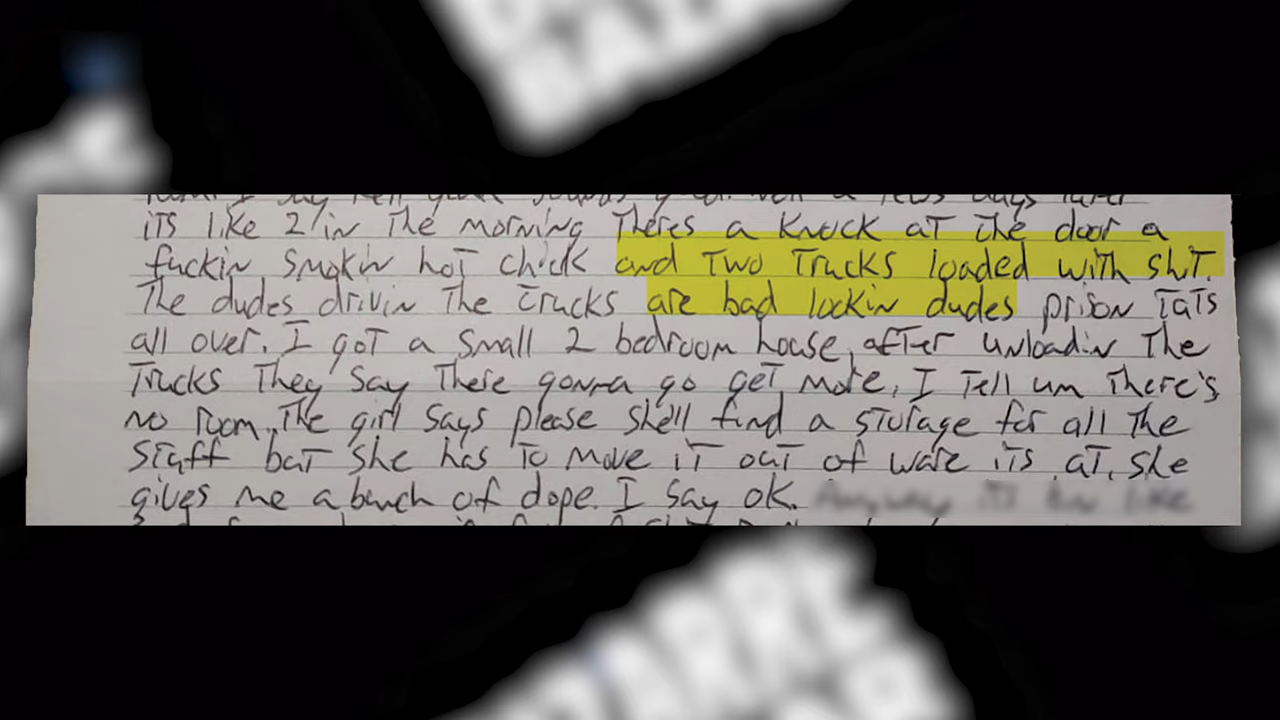 its like 2 in the morning Theres a Knock at the door a
fuckin smokin hot chick and Two Trucks loaded with shit.
The dudes drivin the trucks are bad lookin dudes prison tats
all over. I got a small 2 bedroom house, after unloadin the
Trucks They say There gonna go get more, I Tell um There's
no room. The girl says please she'll find a storage for all the
staff but she has to move it out of ware its at. she
gives me a bunch of dope. I say ok.